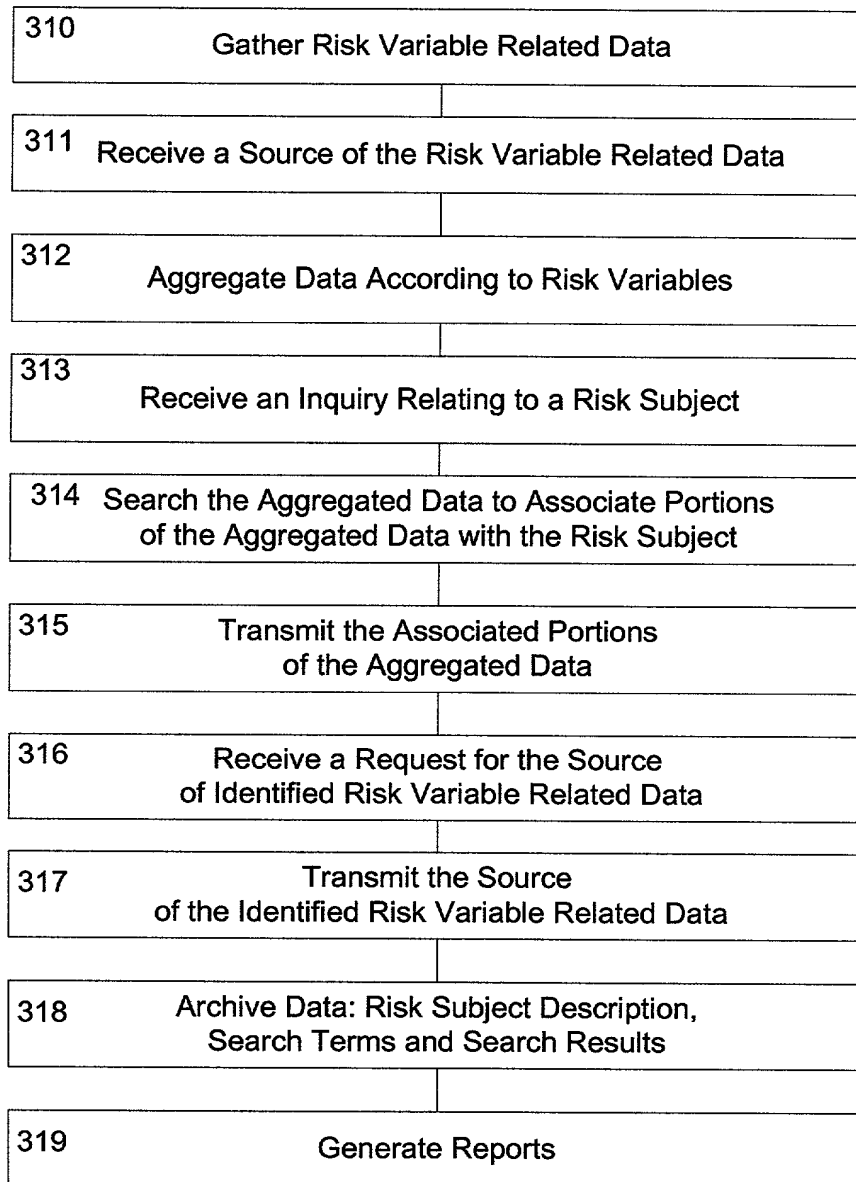 310
Gather Risk Variable Related Data
311 Receive a Source of the Risk Variable Related Data
312
Aggregate Data According to Risk Variables
313
Receive an Inquiry Relating to a Risk Subject
314 Search the Aggregated Data to Associate Portions
of the Aggregated Data with the Risk Subject
315 Transmit the Associated Portions
of the Aggregated Data
316 Receive a Request for the Source
of Identified Risk Variable Related Data
317 Transmit the Source
of the Identified Risk Variable Related Data
318 Archive Data: Risk Subject Description,
Search Terms and Search Results
319 Generate Reports